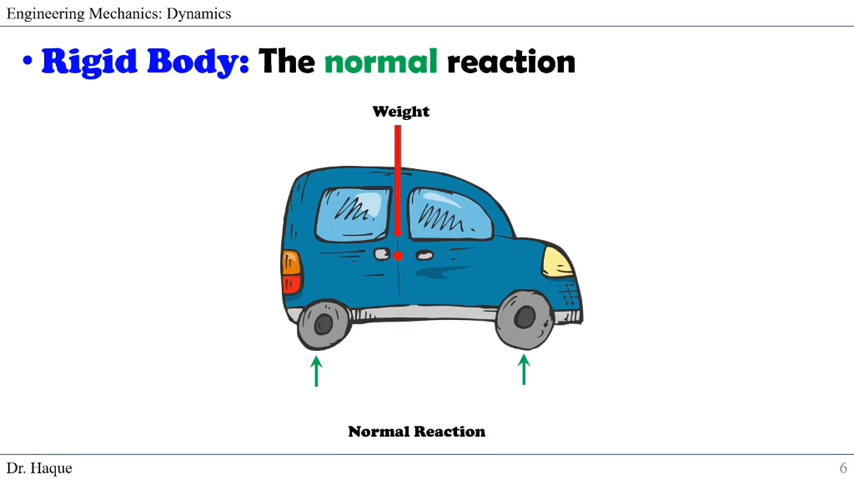 Engineering Mechanics: Dynamics
• Rigid Body: The normal reaction
Weight
Normal Reaction
Dr. Haque
6